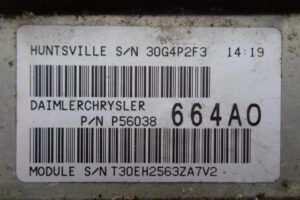 HUNTSVILLE S/N 30G4P2F3 14:19
DAIMLERCHRYSLER
P/N P56038 664AO
MODULE S/N T30EH2563ZA7V2